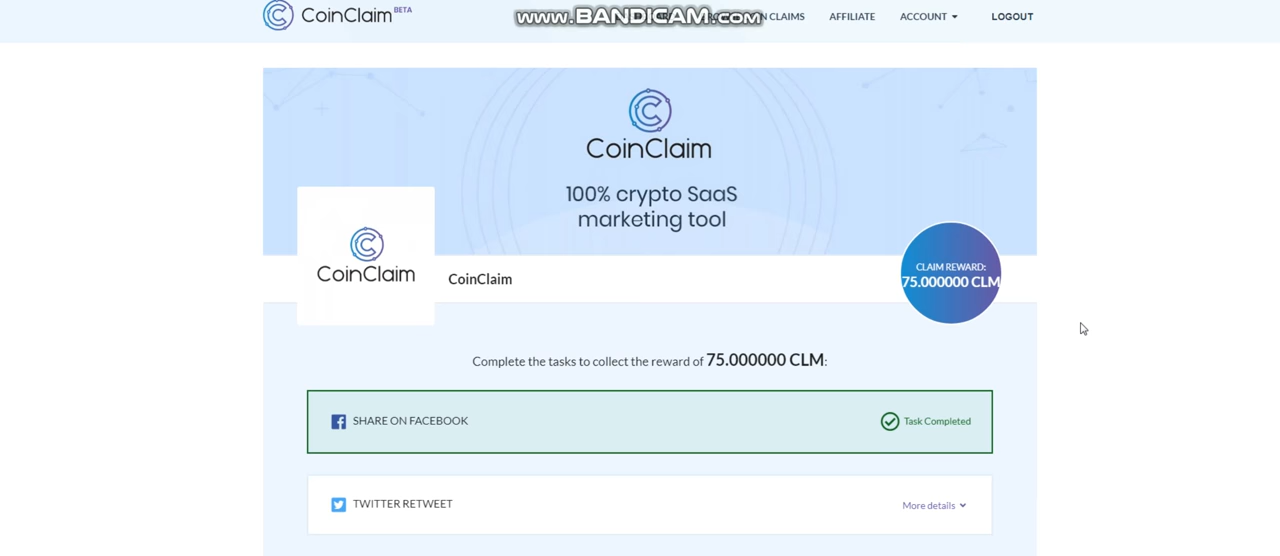 CoinClaim BETA
www.BANDICAM.com
CLAIMS
AFFILIATE
ACCOUNT
LOGOUT
CoinClaim
100% crypto SaaS
marketing tool
CoinClaim
CoinClaim
CLAIM REWARD:
75.000000 CLM
Complete the tasks to collect the reward of 75.000000 CLM:
SHARE ON FACEBOOK
Task Completed
TWITTER RETWEET
More details